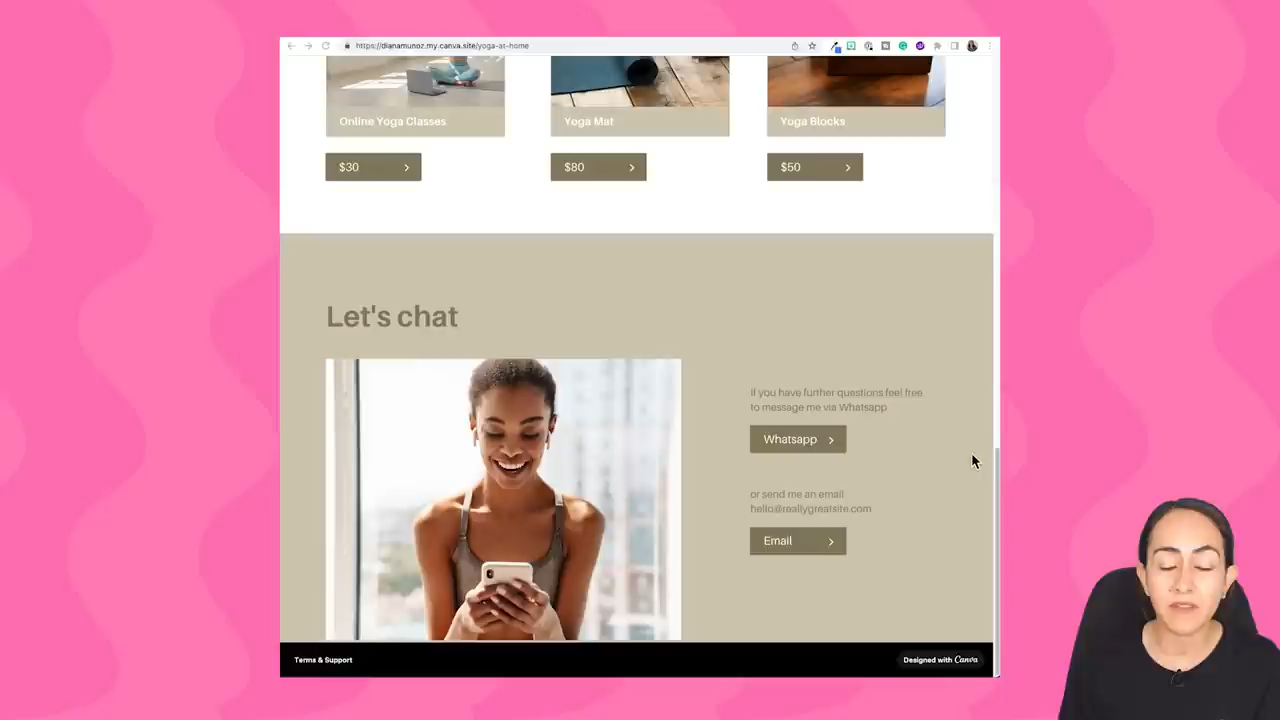 https://dianamunoz.my.canva.site/yoga-at-home
Online Yoga Classes
Yoga Mat
Yoga Blocks
$30
$80
$50
Let's chat
If you have further questions feel free
to message me via Whatsapp
Whatsapp
or send me an email
hello@reallygreatsite.com
Email
Terms & Support
Designed with Canva